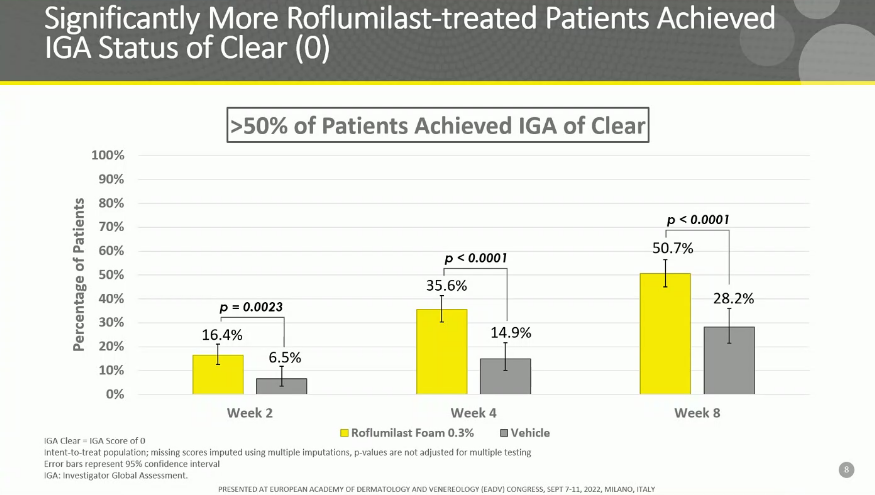 Significantly More Roflumilast-treated Patients Achieved
IGA Status of Clear (0)
>50% of Patients Achieved IGA of Clear
Percentage of Patients
100%
90%
80%
70%
60%
50%
40%
30%
20%
10%
0%
p = 0.0023
16.4%
6.5%
p < 0.0001
35.6%
14.9%
p < 0.0001
50.7%
28.2%
Week 2
Week 4
Week 8
Roflumilast Foam 0.3%
Vehicle
IGA Clear = IGA Score of 0
Intent-to-treat population; missing scores imputed using multiple imputations, p-values are not adjusted for multiple testing
Error bars represent 95% confidence interval
IGA: Investigator Global Assessment.
8
PRESENTED AT EUROPEAN ACADEMY OF DERMATOLOGY AND VENEREOLOGY (EADV) CONGRESS, SEPT 7-11, 2022, MILANO, ITALY